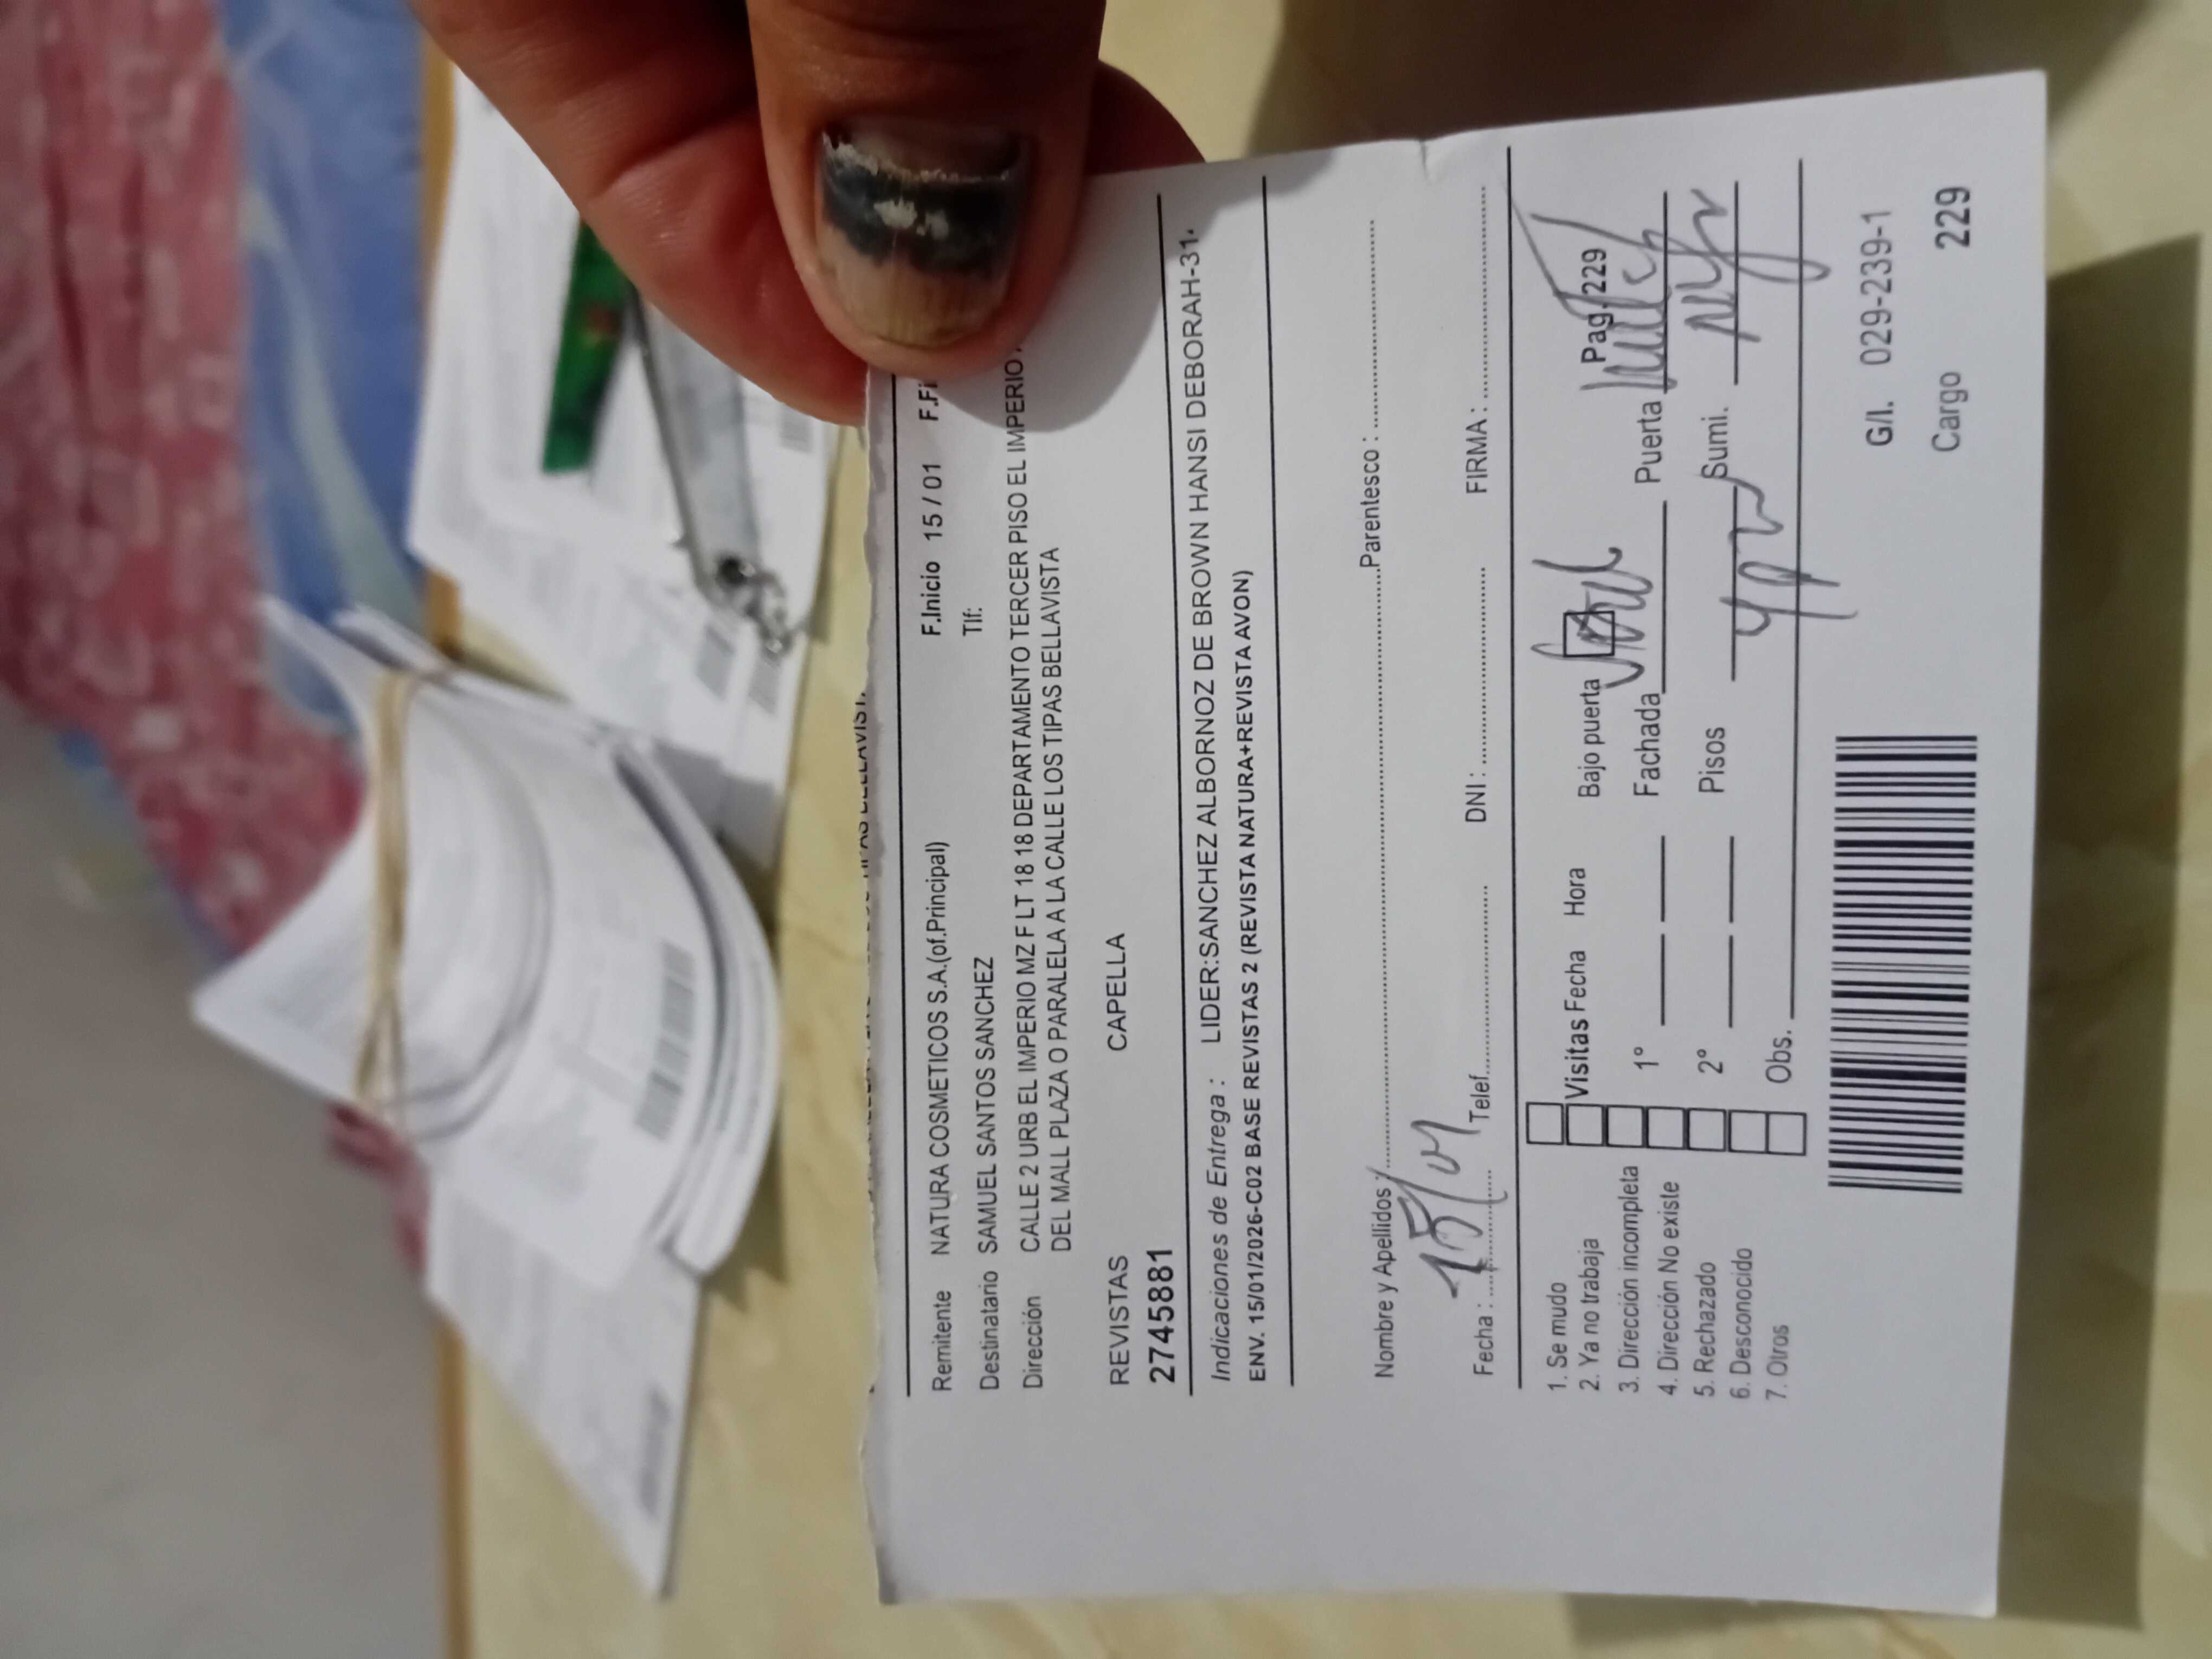 F.Inicio 15 / 01 F.Fi
Remitente NATURA COSMETICOS S.A.(of.Principal) Tlf:
Destinatario SAMUEL SANTOS SANCHEZ
Dirección CALLE 2 URB EL IMPERIO MZ F LT 18 18 DEPARTAMENTO TERCER PISO EL IMPERIO
DEL MALL PLAZA O PARALELA A LA CALLE LOS TIPAS BELLAVISTA
REVISTAS CAPELLA
2745881
Indicaciones de Entrega : LIDER:SANCHEZ ALBORNOZ DE BROWN HANSI DEBORAH-31.
ENV. 15/01/2026-C02 BASE REVISTAS 2 (REVISTA NATURA+REVISTA AVON)
Nombre y Apellidos : Parentesco :
15/01
Fecha : Telef. DNI : FIRMA :
1. Se mudo
2. Ya no trabaja
3. Dirección incompleta
4. Dirección No existe
5. Rechazado
6. Desconocido
7. Otros
Visitas Fecha Hora
1°
2°
Obs.
Bajo puerta Pag. 229
Fachada Puerta
Pisos Sumi.
G/I. 029-239-1
Cargo 229